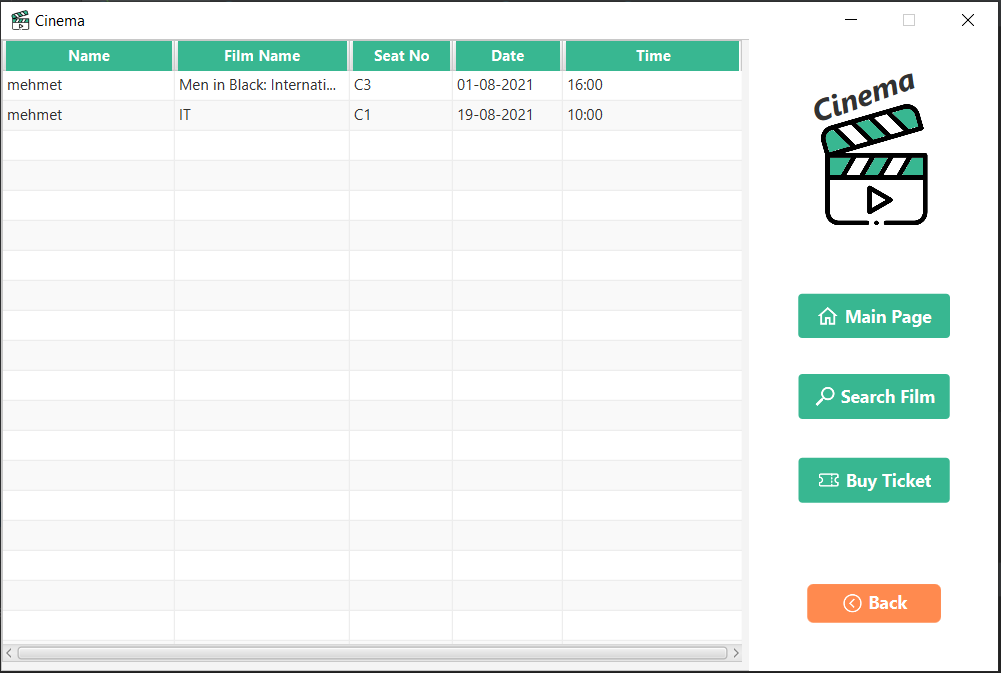 Cinema
Name Film Name Seat No Date Time
mehmet Men in Black: Internati... C3 01-08-2021 16:00
mehmet IT C1 19-08-2021 10:00
Cinema
Main Page
Search Film
Buy Ticket
Back